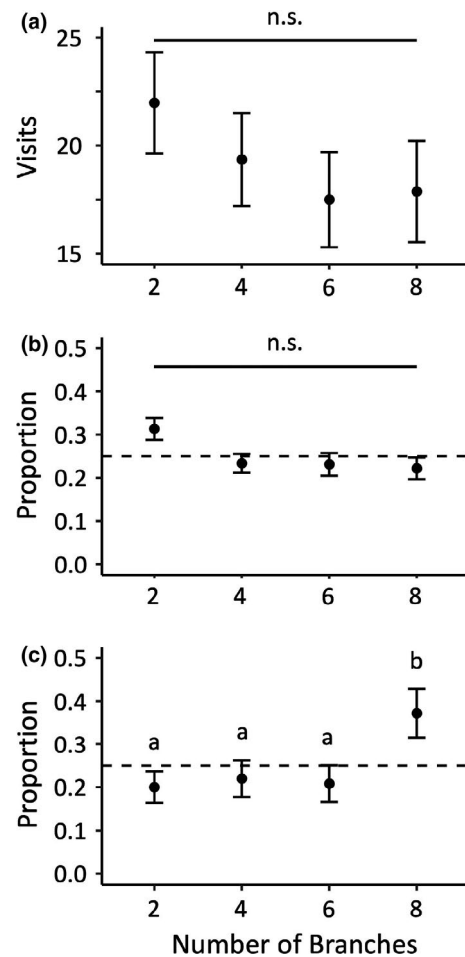 (a)
n.s.
25
20
15
Visits
2 4 6 8
(b)
n.s.
0.5
0.4
0.3
0.2
0.1
0.0
Proportion
2 4 6 8
(c)
0.5
0.4
0.3
0.2
0.1
0.0
Proportion
a a a b
2 4 6 8
Number of Branches